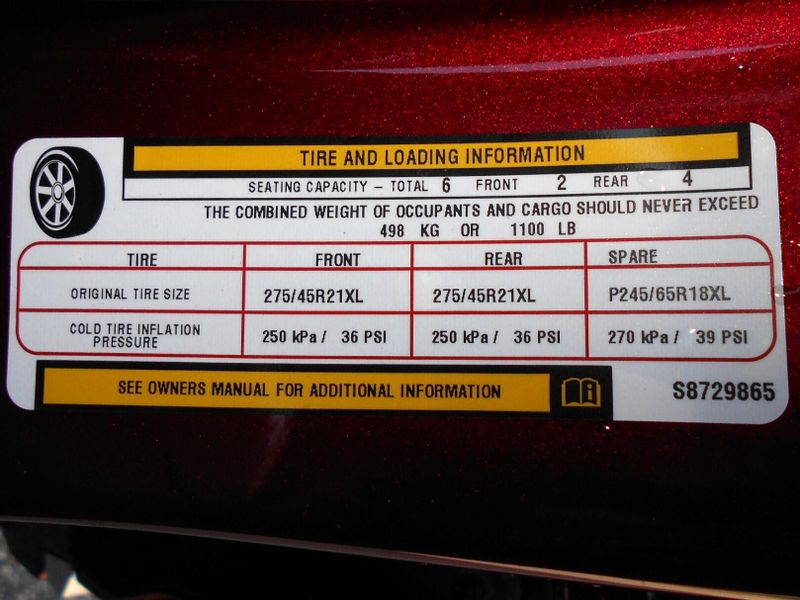 TIRE AND LOADING INFORMATION
SEATING CAPACITY – TOTAL 6 FRONT 2 REAR 4
THE COMBINED WEIGHT OF OCCUPANTS AND CARGO SHOULD NEVER EXCEED
498 KG OR 1100 LB
TIRE FRONT REAR SPARE
ORIGINAL TIRE SIZE 275/45R21XL 275/45R21XL P245/65R18XL
COLD TIRE INFLATION
PRESSURE 250 kPa / 36 PSI 250 kPa / 36 PSI 270 kPa / 39 PSI
SEE OWNERS MANUAL FOR ADDITIONAL INFORMATION
S8729865